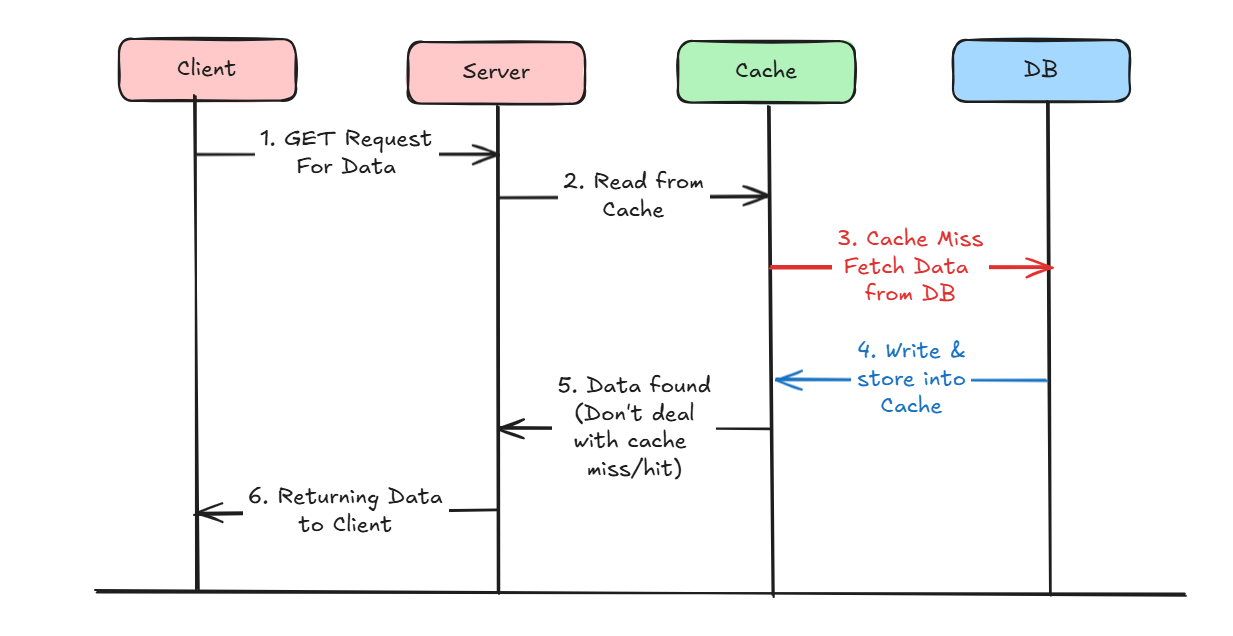 Client
Server
Cache
DB
1. GET Request
For Data
2. Read from
Cache
3. Cache Miss
Fetch Data
from DB
4. Write &
store into
Cache
5. Data found
(Don't deal
with cache
miss/hit)
6. Returning Data
to Client